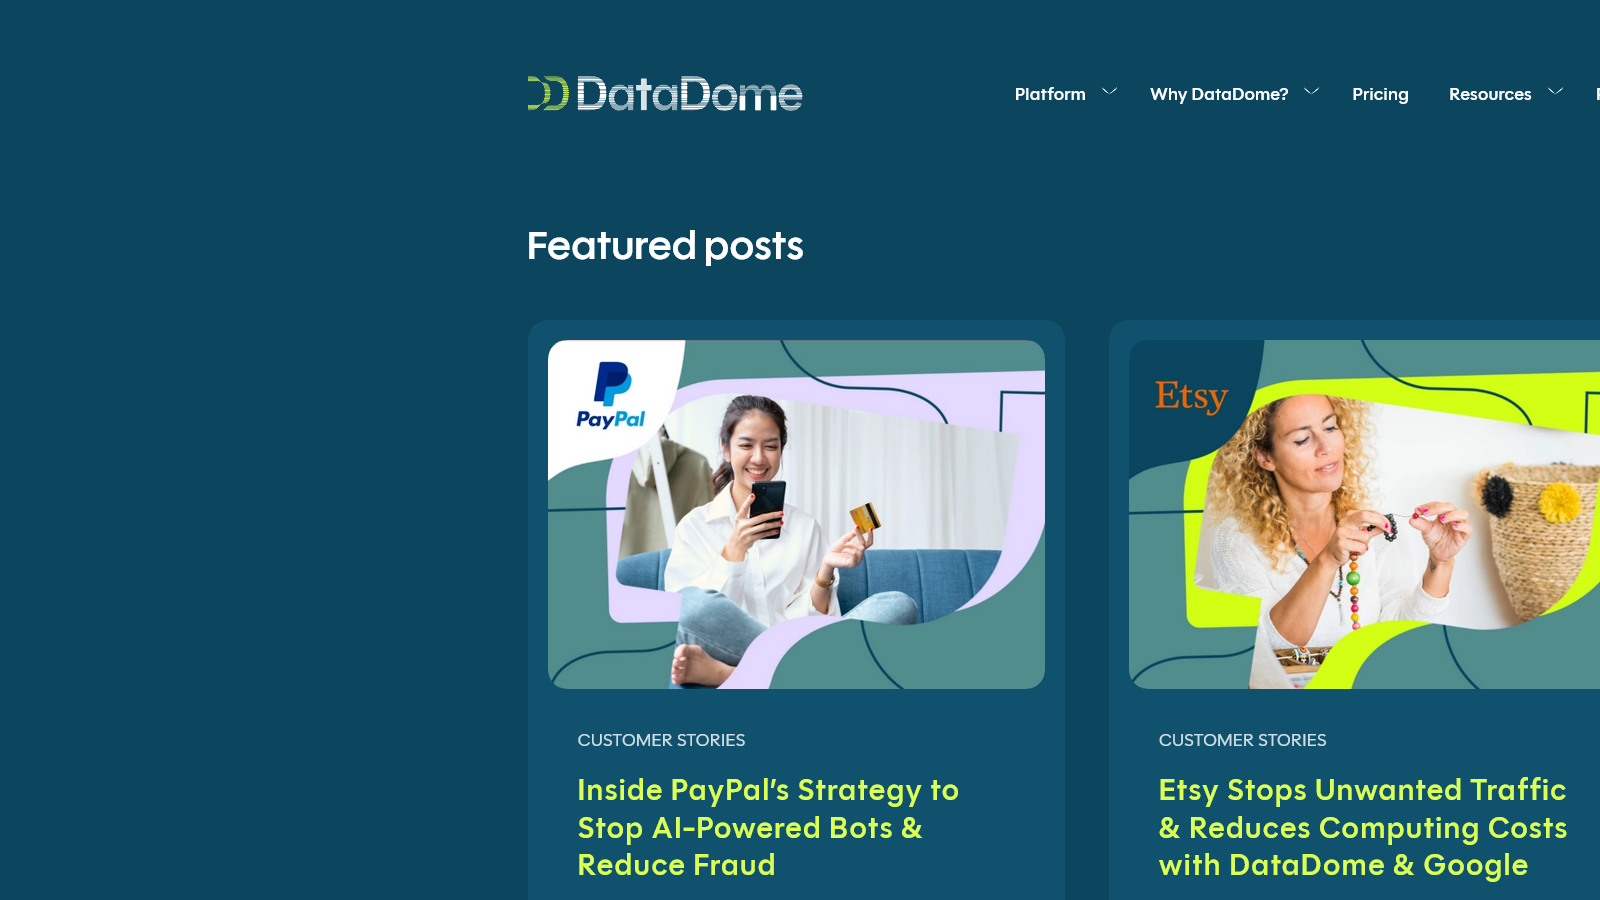 DataDome
Platform
Why DataDome?
Pricing
Resources
Featured posts
PayPal
CUSTOMER STORIES
Inside PayPal's Strategy to
Stop AI-Powered Bots &
Reduce Fraud
Etsy
CUSTOMER STORIES
Etsy Stops Unwanted Traffic
& Reduces Computing Costs
with DataDome & Google